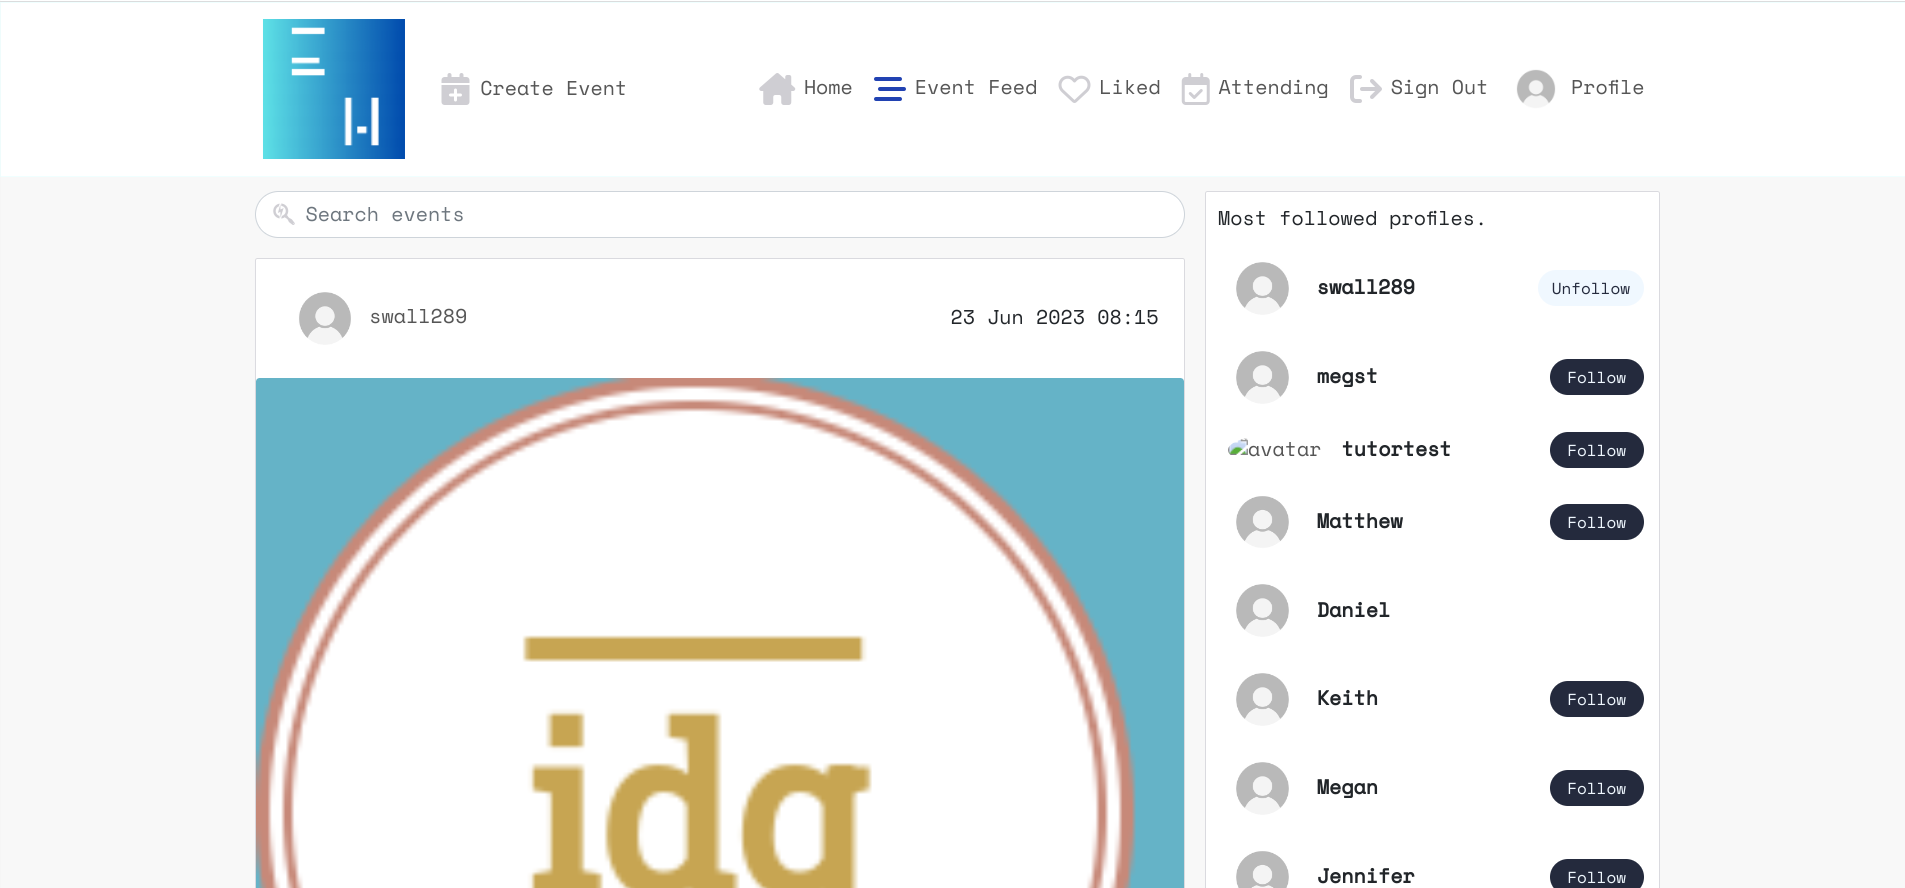 Create Event
Home Event Feed Liked Attending Sign Out Profile
Search events
swall289
23 Jun 2023 08:15
idg
Most followed profiles.
swall289 Unfollow
megst Follow
avatar tutortest Follow
Matthew Follow
Daniel
Keith Follow
Megan Follow
Jennifer Follow